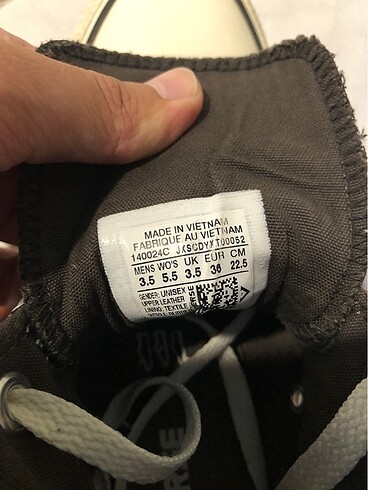 MADE IN VIETNAM
FABRIQUE AU VIETNAM
140024C JXSCDYXT00052
MENS WO'S UK EUR CM
3.5 5.5 3.5 36 22.5
GENDER: UNISEX
UPPER LEATHER
LINING: TEXTILE